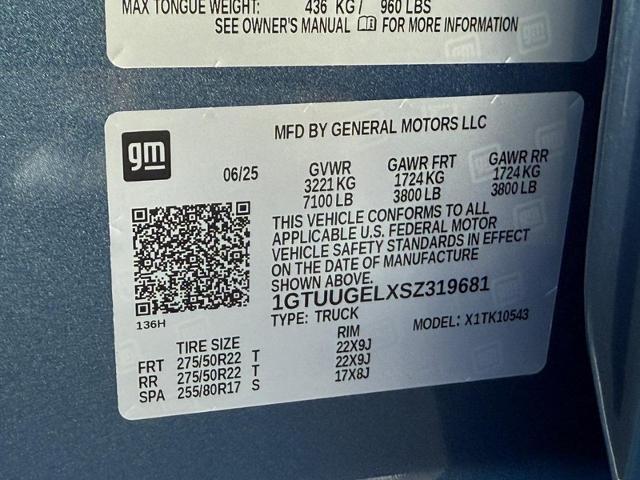 MAX TONGUE WEIGHT: 436 KG / 960 LBS
SEE OWNER'S MANUAL FOR MORE INFORMATION
gm
MFD BY GENERAL MOTORS LLC
06/25 GVWR GAWR FRT GAWR RR
3221 KG 1724 KG 1724 KG
7100 LB 3800 LB 3800 LB
THIS VEHICLE CONFORMS TO ALL
APPLICABLE U.S. FEDERAL MOTOR
VEHICLE SAFETY STANDARDS IN EFFECT
ON THE DATE OF MANUFACTURE
SHOWN ABOVE.
1GTUUGELXSZ319681
136H
TYPE: TRUCK MODEL: X1TK10543
TIRE SIZE RIM
FRT 275/50R22 T 22X9J
RR 275/50R22 T 22X9J
SPA 255/80R17 S 17X8J